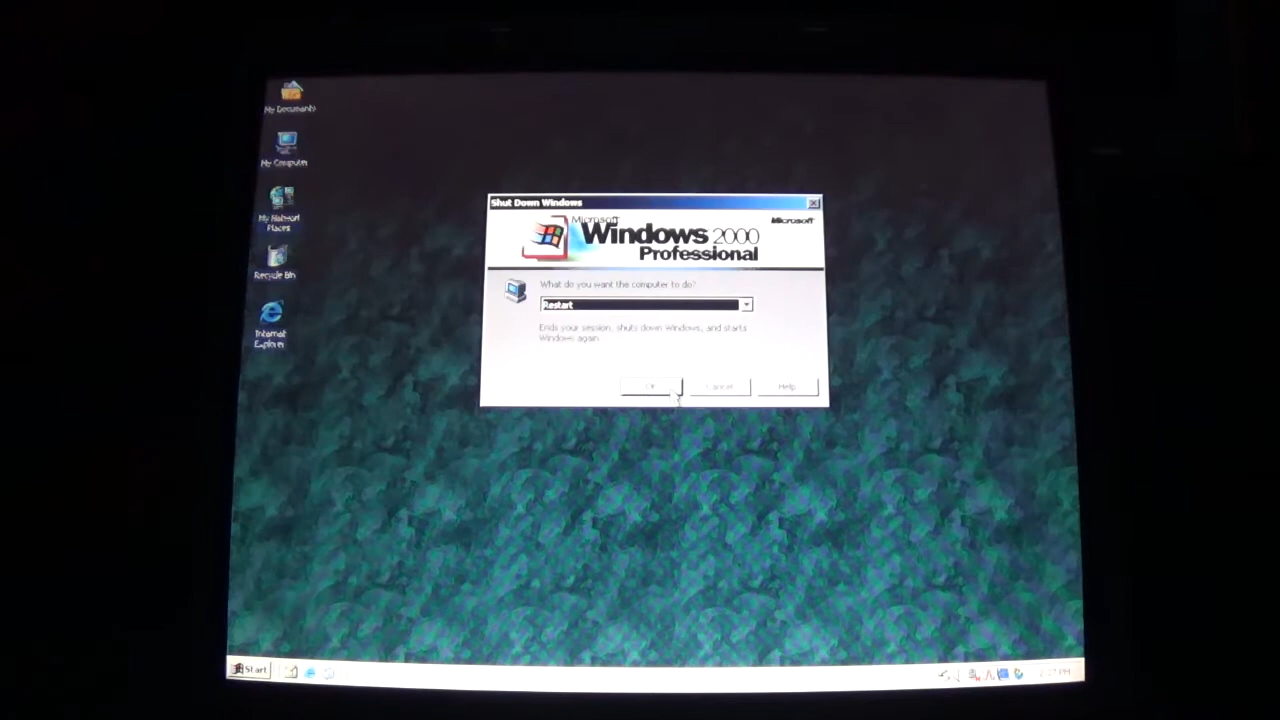 My Documents
My Computer
My Network
Places
Recycle Bin
Internet
Explorer
Shut Down Windows
Microsoft
Microsoft
Windows 2000
Professional
What do you want the computer to do?
Restart
Ends your session, shuts down Windows, and starts
Windows again
OK
Cancel
Help
Start